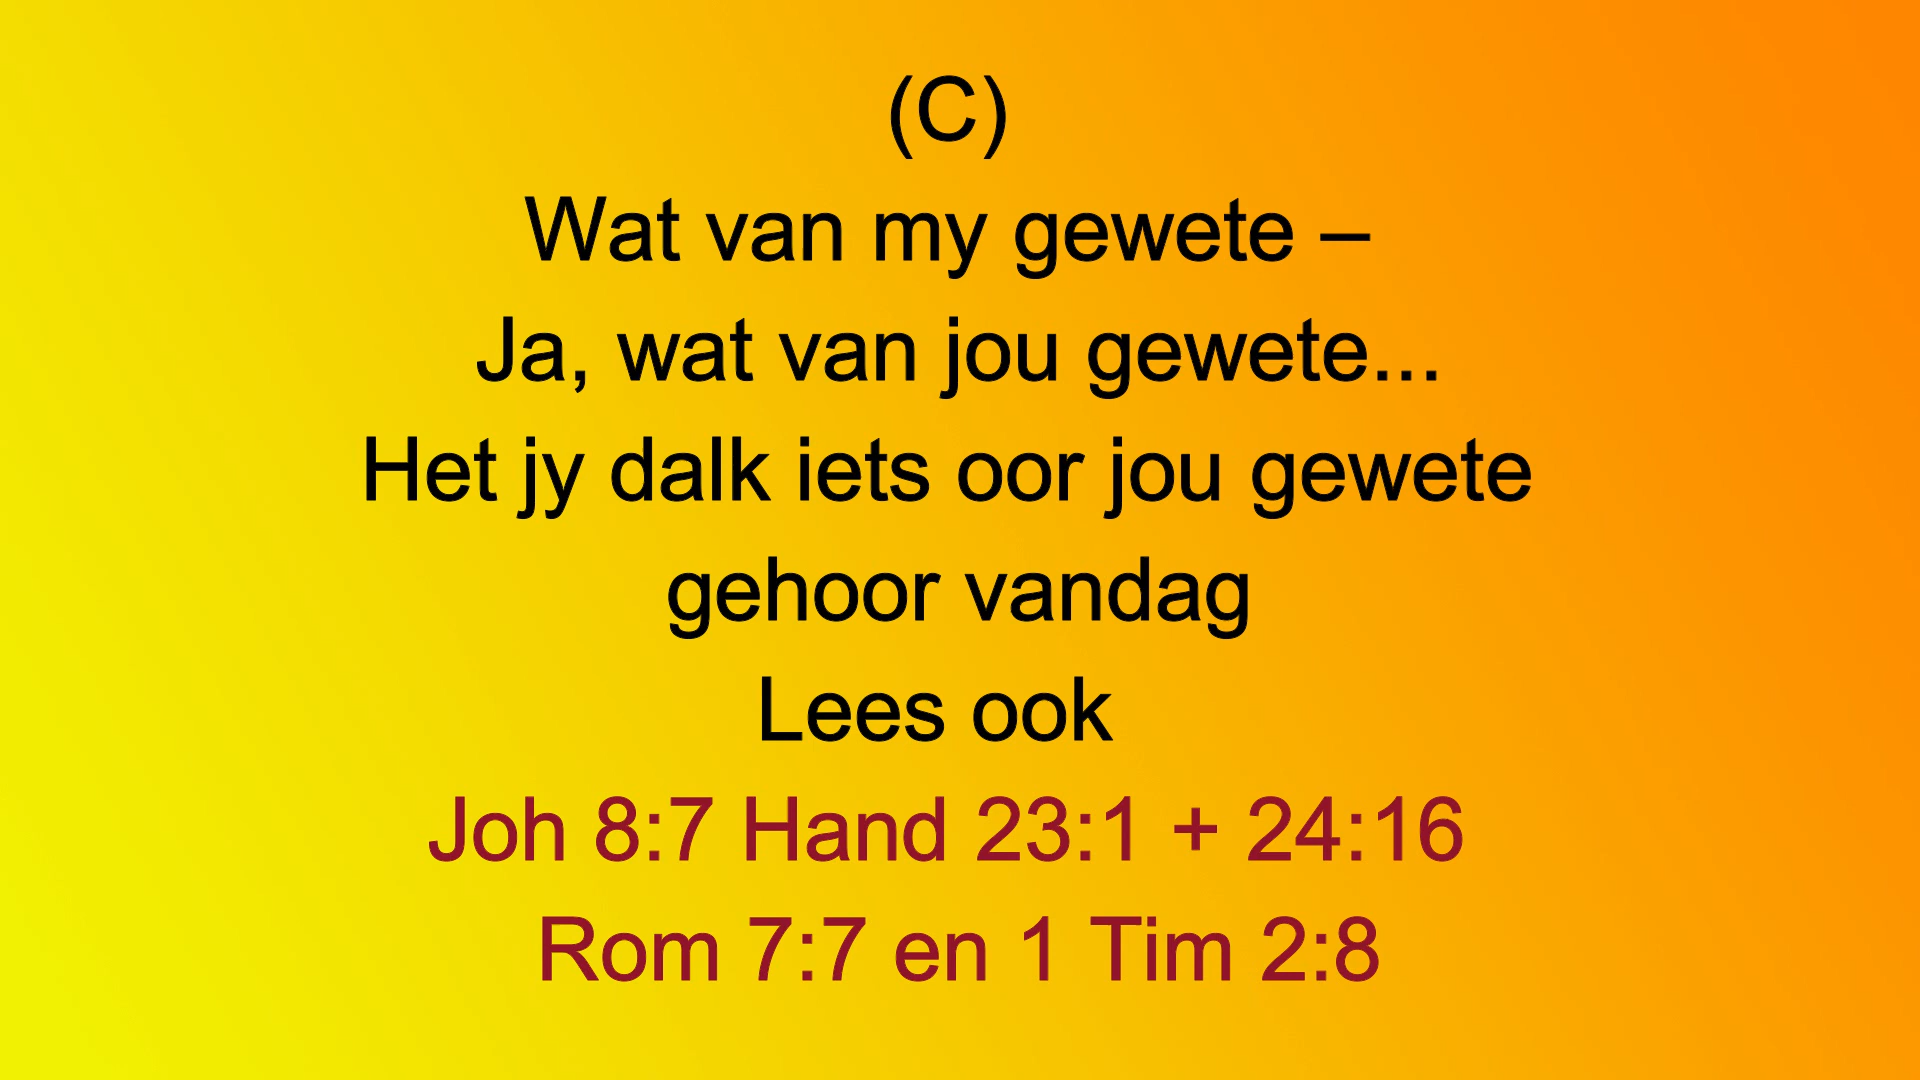 (C)
Wat van my gewete –
Ja, wat van jou gewete...
Het jy dalk iets oor jou gewete
gehoor vandag
Lees ook
Joh 8:7 Hand 23:1 + 24:16
Rom 7:7 en 1 Tim 2:8